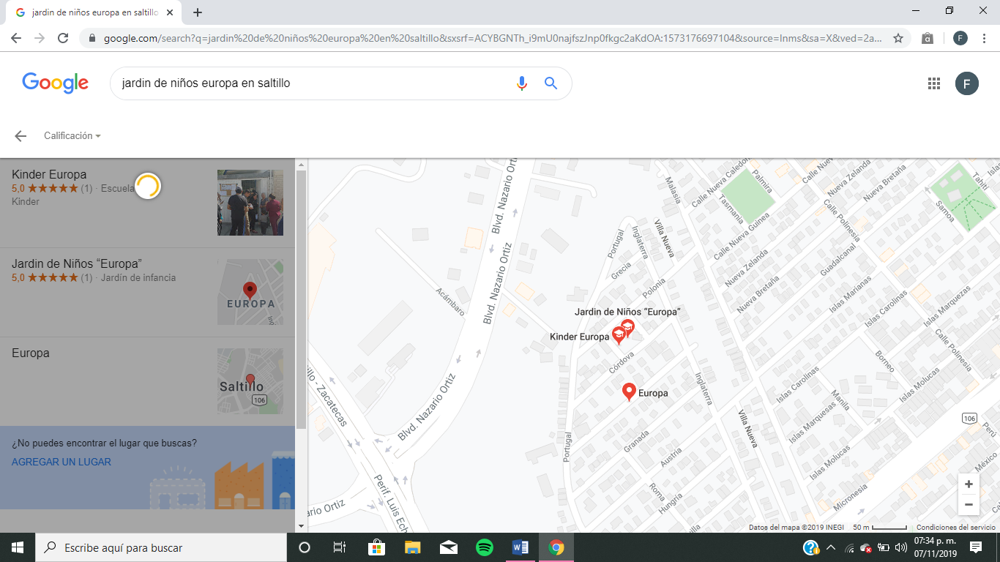 jardin de niños europa en saltillo
google.com/search?q=jardin%20de%20niños%20europa%20en%20saltillo&sxsrf=ACYBGNTh_i9mU0najfszJnp0fkgc2aKdOA:1573176697104&source=lnms&sa=X&ved=2a...
F
Google
jardin de niños europa en saltillo
F
Calificación
Kinder Europa
5,0 ★★★★★ (1) · Escuela
Kinder
Jardin de Niños “Europa”
5,0 ★★★★★ (1) · Jardín de infancia
EUROPA
Ing
Europa
Saltillo
106
¿No puedes encontrar el lugar que buscas?
AGREGAR UN LUGAR
Blvd. Nazario Ortiz
Blvd. Nazario Ortiz
Blvd. Nazario Ortiz
Acámbaro
llo - Zacatecas
Perif. Luis Ech
ario Ortiz
Portugal
Portugal
Inglaterra
Inglaterra
Grecia
Polonia
Villa Nueva
Villa Nueva
Malasia
Calle Nueva Caledo
Palmira
Tasmania
Calle Nueva Guinea
Calle Nueva
Nueva Zelanda
Nueva Bretaña
Islas
Tahití
Samoa
Calle Polinesia
Nueva Zelanda
Nueva Bretaña
Guadalcanal
Islas Marianas
Islas Carolinas
Islas Marquezas
Calle Polinesia
Borneo
Islas Molucas
Islas Carolinas
Manila
Islas Marquesas
Islas Molucas
Micronesia
106
Perú
México
Ca
Jardin de Niños “Europa”
Kinder Europa
Córdova
Europa
Granada
Austria
Roma
Hungria
+
−
Datos del mapa ©2019 INEGI 50 m Condiciones del servicio
Escribe aquí para buscar
07:34 p. m.
07/11/2019